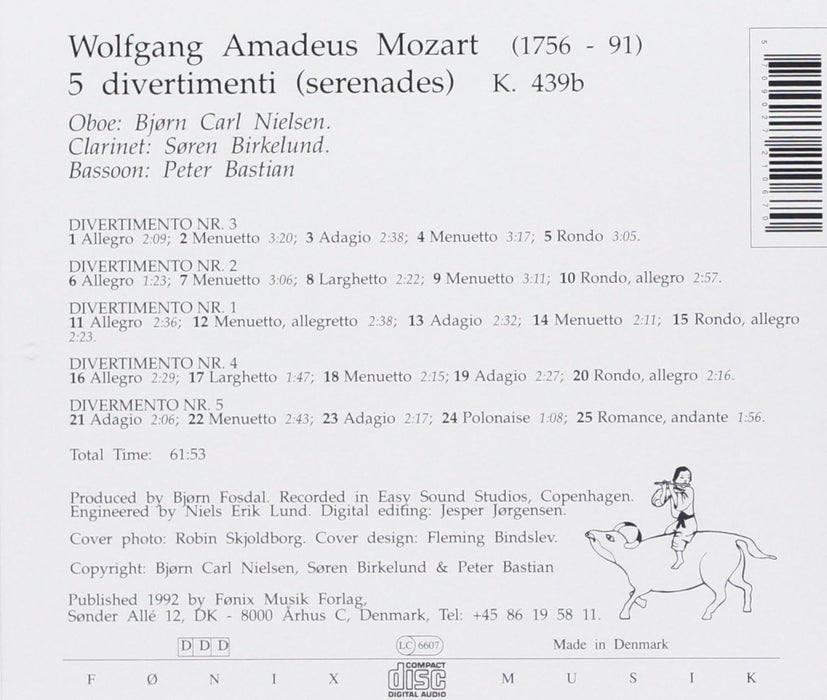 Wolfgang Amadeus Mozart (1756 - 91)
5 divertimenti (serenades) K. 439b
Oboe: Bjørn Carl Nielsen.
Clarinet: Søren Birkelund.
Bassoon: Peter Bastian
5 709027 210670
DIVERTIMENTO NR. 3
1 Allegro 2:09; 2 Menuetto 3:20; 3 Adagio 2:38; 4 Menuetto 3:17; 5 Rondo 3:05.
DIVERTIMENTO NR. 2
6 Allegro 1:23; 7 Menuetto 3:06; 8 Larghetto 2:22; 9 Menuetto 3:11; 10 Rondo, allegro 2:57.
DIVERTIMENTO NR. 1
11 Allegro 2:36; 12 Menuetto, allegretto 2:38; 13 Adagio 2:32; 14 Menuetto 2:11; 15 Rondo, allegro
2:23.
DIVERTIMENTO NR. 4
16 Allegro 2:29; 17 Larghetto 1:47; 18 Menuetto 2:15; 19 Adagio 2:27; 20 Rondo, allegro 2:16.
DIVERMENTO NR. 5
21 Adagio 2:06; 22 Menuetto 2:43; 23 Adagio 2:17; 24 Polonaise 1:08; 25 Romance, andante 1:56.
Total Time: 61:53
Produced by Bjørn Fosdal. Recorded in Easy Sound Studios, Copenhagen.
Engineered by Niels Erik Lund. Digital editing: Jesper Jørgensen.
Cover photo: Robin Skjoldborg. Cover design: Fleming Bindslev.
Copyright: Bjørn Carl Nielsen, Søren Birkelund & Peter Bastian
Published 1992 by Fønix Musik Forlag,
Sønder Allé 12, DK - 8000 Århus C, Denmark, Tel: +45 86 19 58 11.
DDD
LC 6607
Made in Denmark
FØNIX
COMPACT
disc
DIGITAL AUDIO
MUSIK